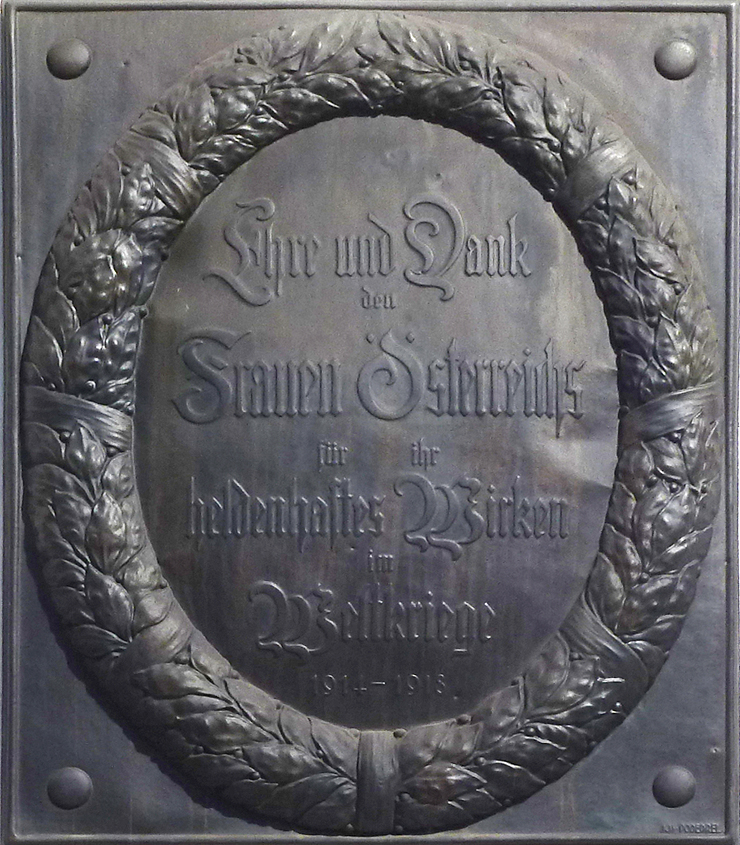 Ehre und Dank
den
Frauen Österreichs
für ihr
heldenhaftes Wirken
im
Weltkriege
1914-1918.